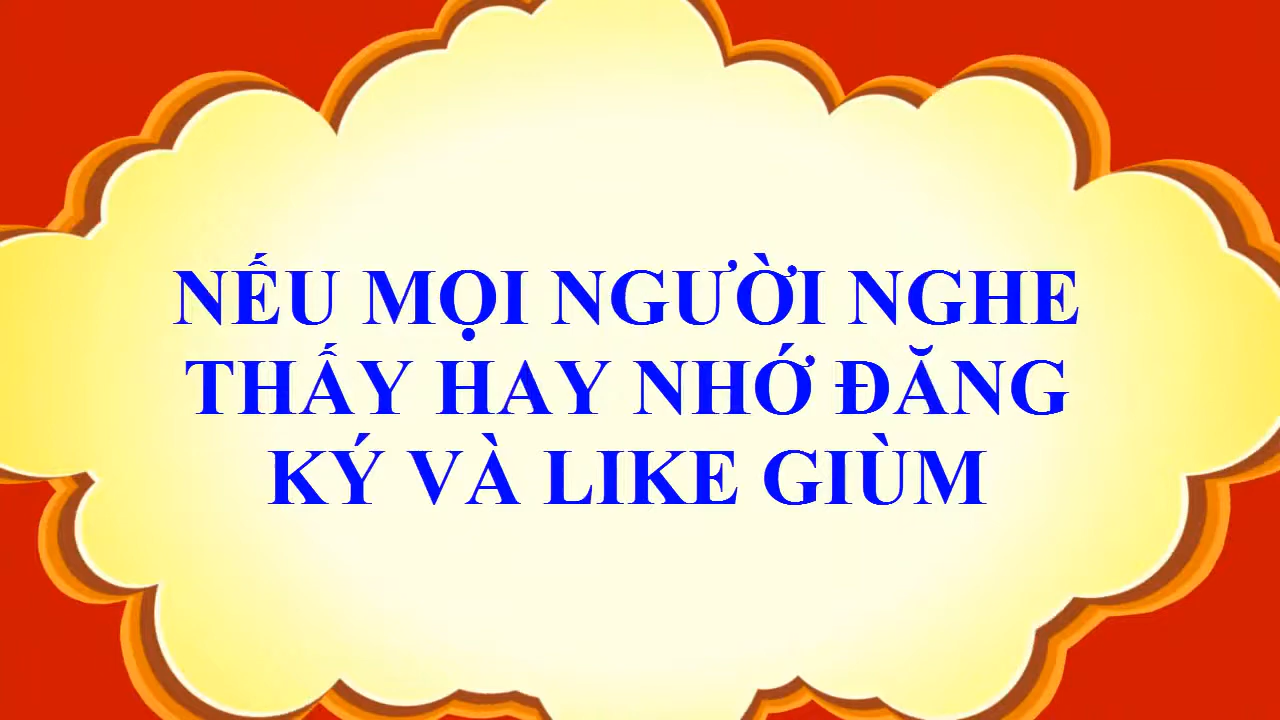 NẾU MỌI NGƯỜI NGHE
THẤY HAY NHỚ ĐĂNG
KÝ VÀ LIKE GIÙM